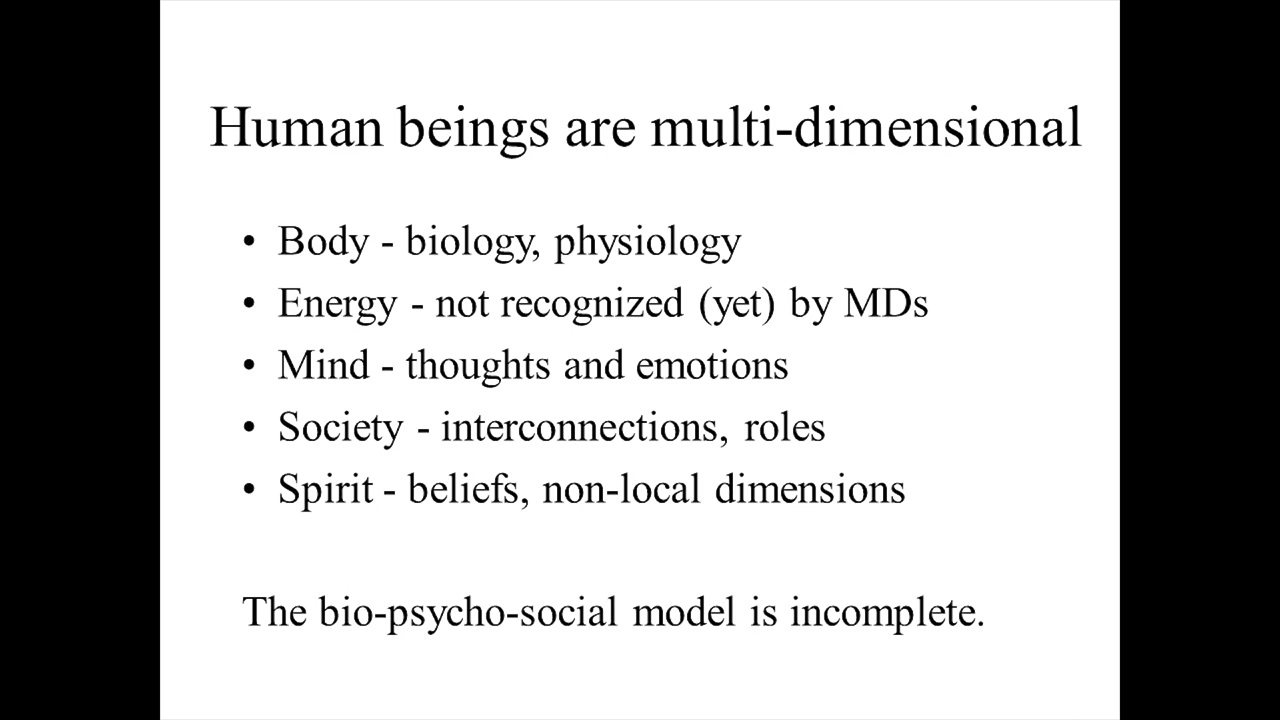 Human beings are multi-dimensional
• Body - biology, physiology
• Energy - not recognized (yet) by MDs
• Mind - thoughts and emotions
• Society - interconnections, roles
• Spirit - beliefs, non-local dimensions
The bio-psycho-social model is incomplete.